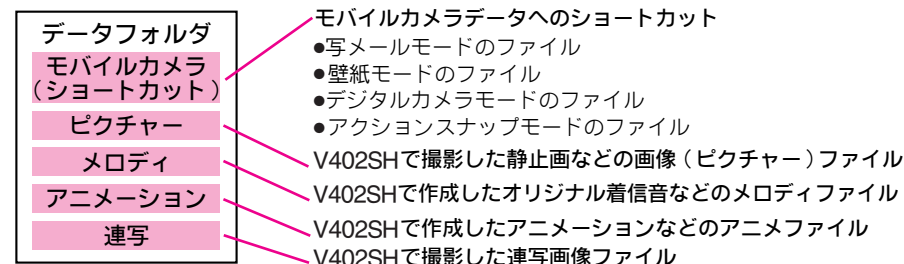 データフォルダ
モバイルカメラ
(ショートカット)
ピクチャー
メロディ
アニメーション
連写
モバイルカメラデータへのショートカット
●写メールモードのファイル
●壁紙モードのファイル
●デジタルカメラモードのファイル
●アクションスナップモードのファイル
V402SHで撮影した静止画などの画像(ピクチャー)ファイル
V402SHで作成したオリジナル着信音などのメロディファイル
V402SHで作成したアニメーションなどのアニメファイル
V402SHで撮影した連写画像ファイル